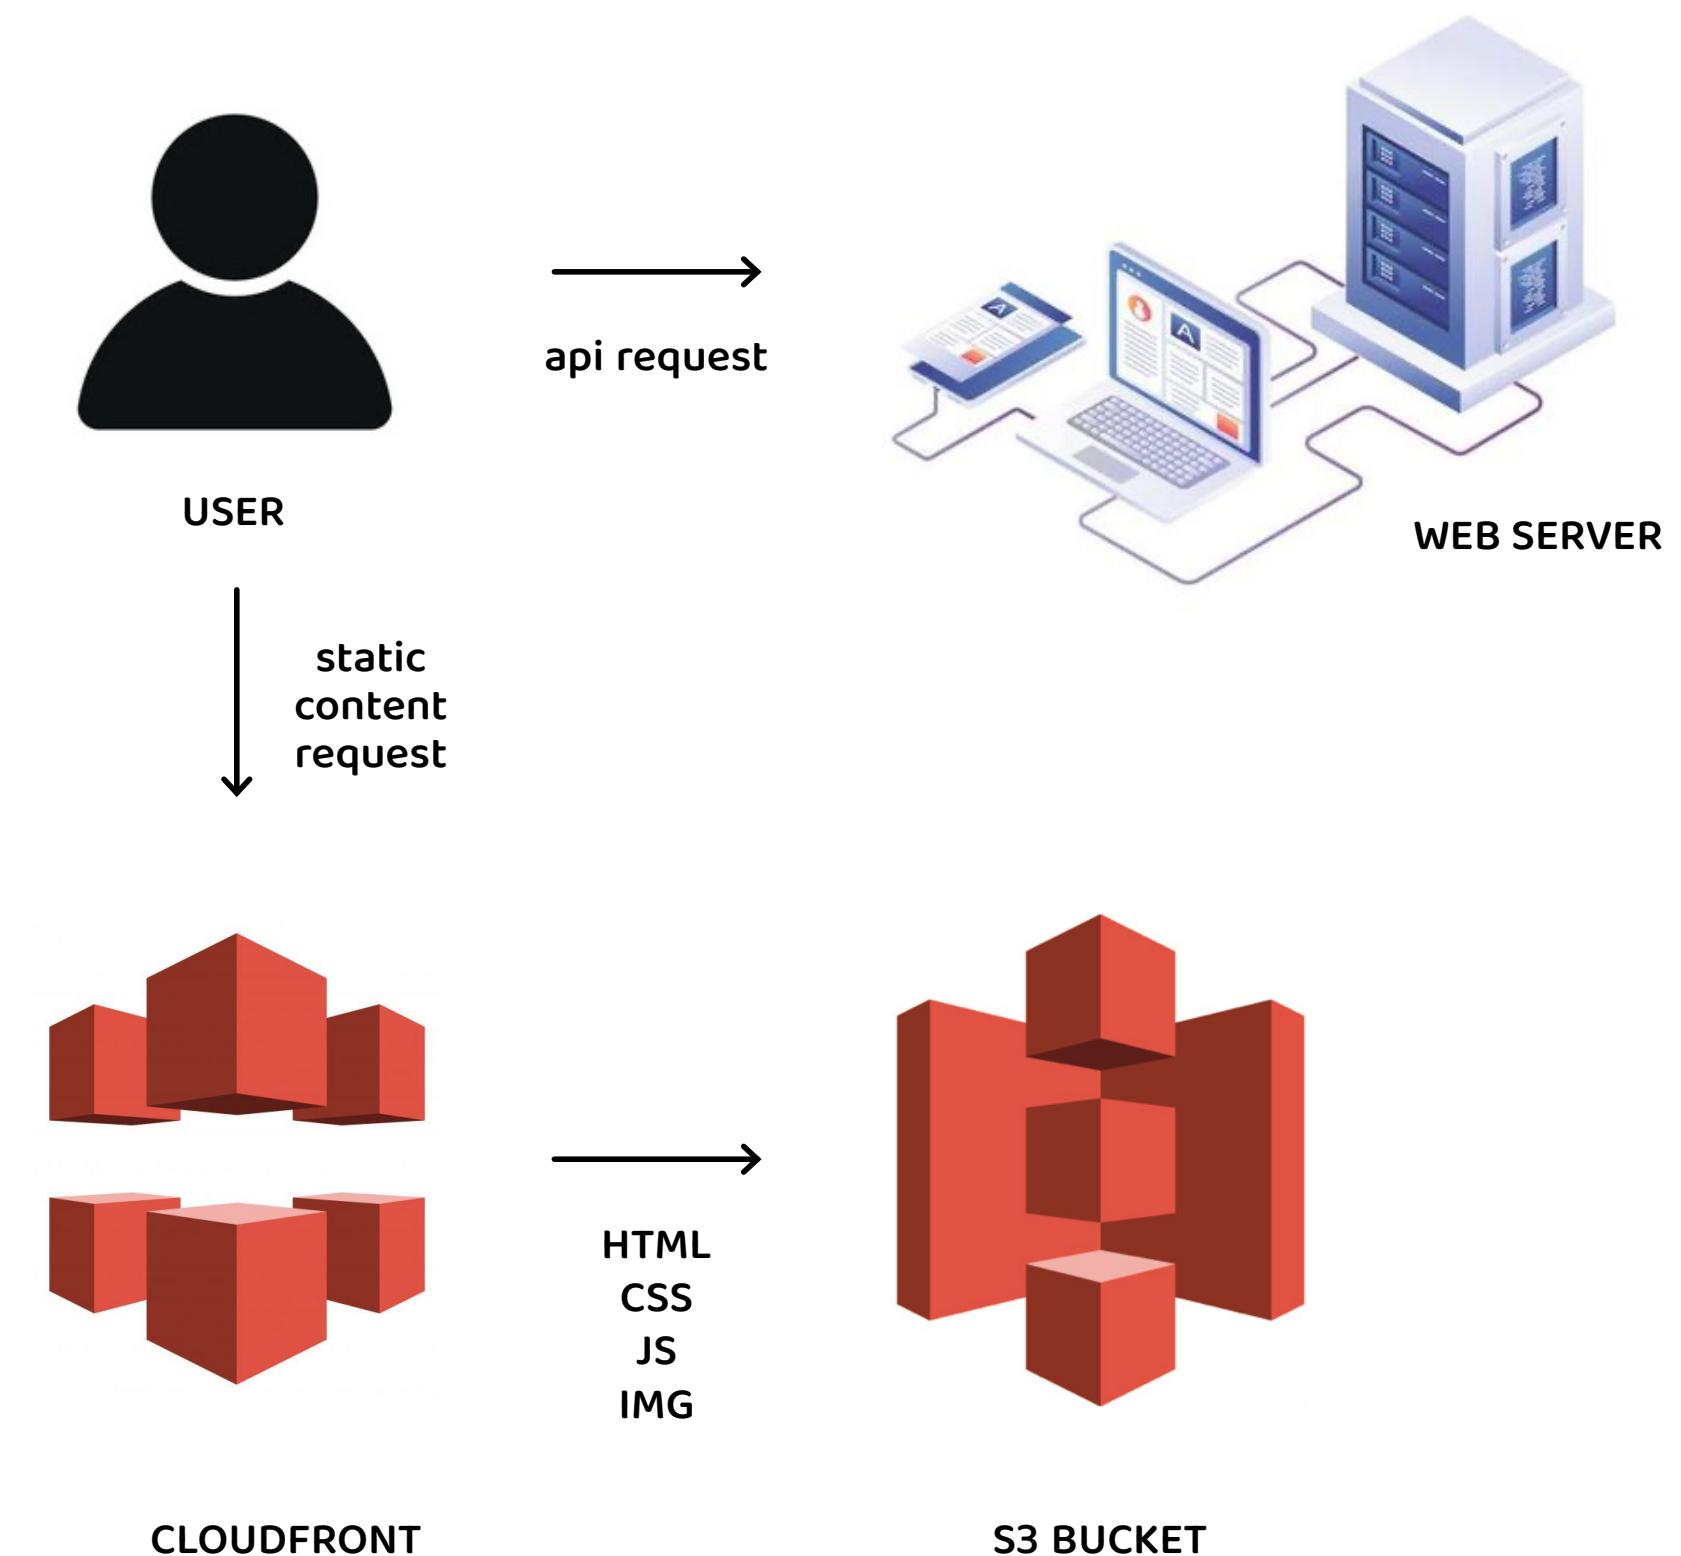 api request
USER
WEB SERVER
static
content
request
HTML
CSS
JS
IMG
CLOUDFRONT
S3 BUCKET